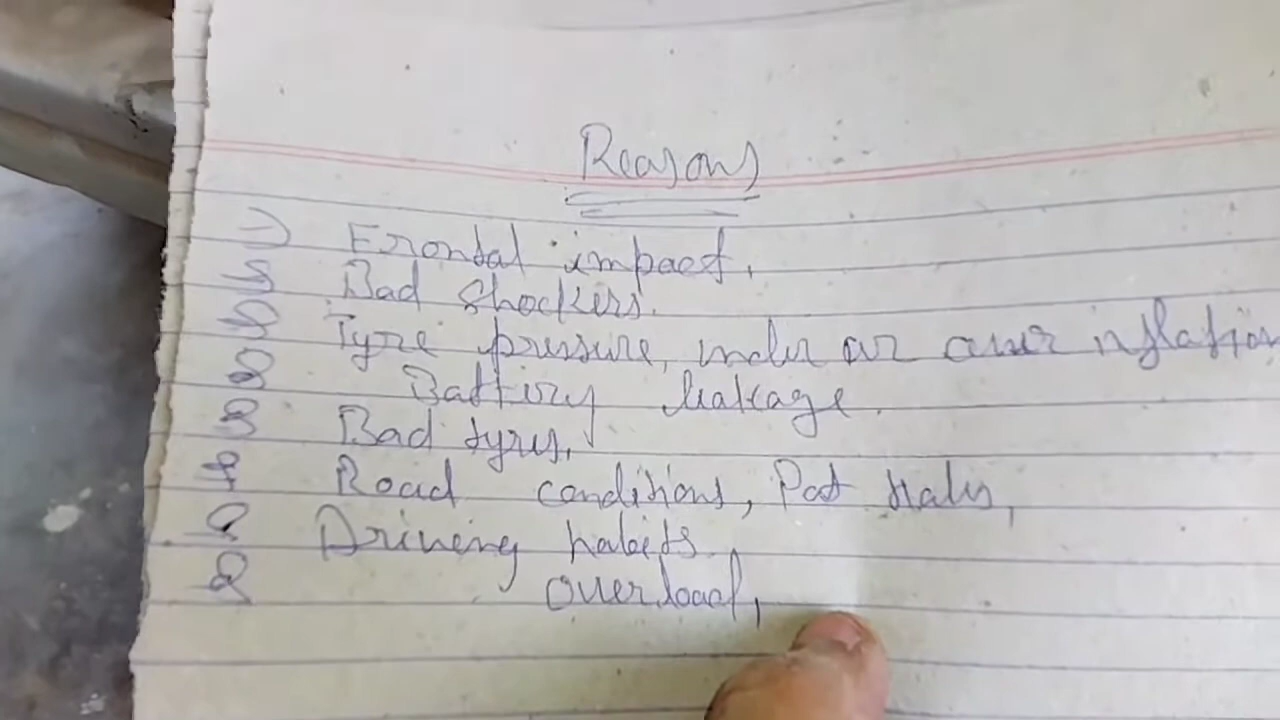 Reasons
1) Frontal impact,
Bad Shockers.
Tyre pressure, under or over inflation
Battery leakage.
Bad tyres,
Road conditions, Pot holes,
Driving habits.
overload,